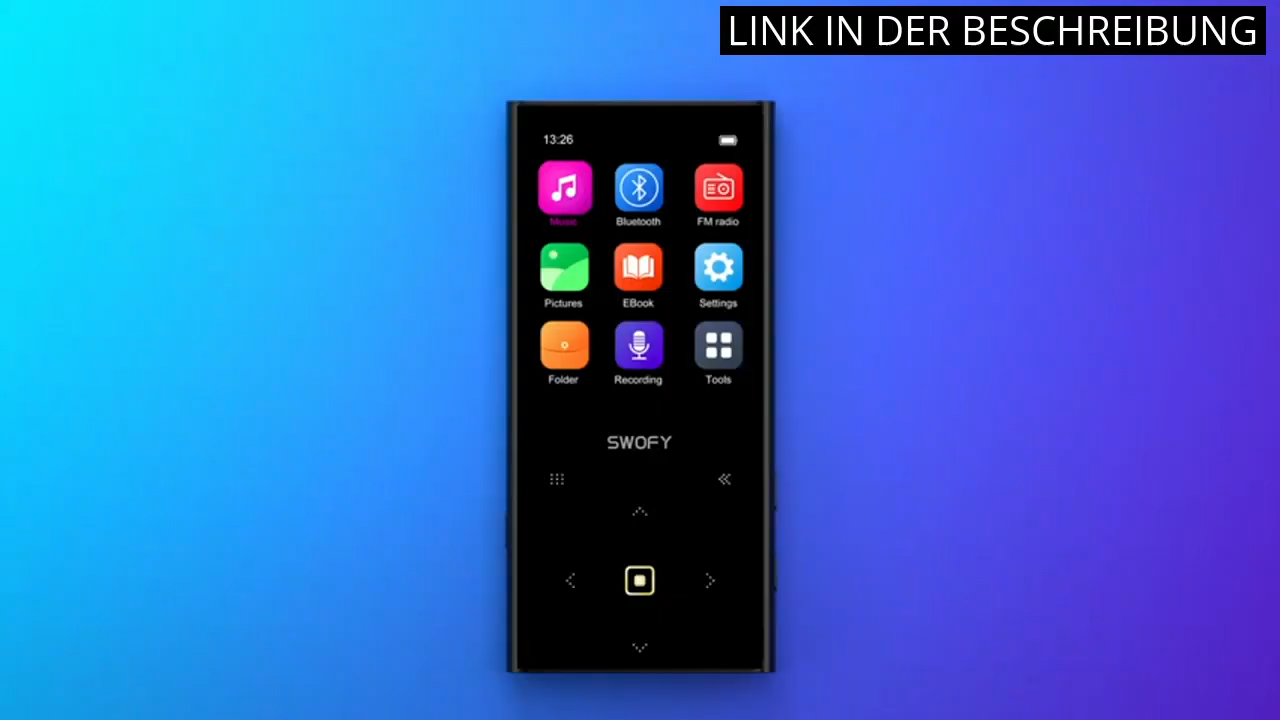 LINK IN DER BESCHREIBUNG
13:26
Music Bluetooth FM radio
Pictures EBook Settings
Folder Recording Tools
SWOFY